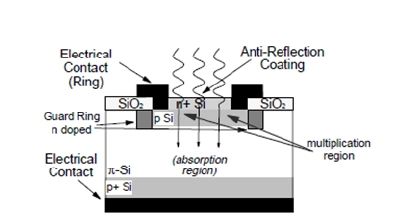 Electrical
Contact
(Ring)
Anti-Reflection
Coating
SiO₂
n+ Si
SiO₂
Guard Ring
n doped
p Si
multiplication
region
Electrical
Contact
(absorption
region)
π-Si
p+ Si